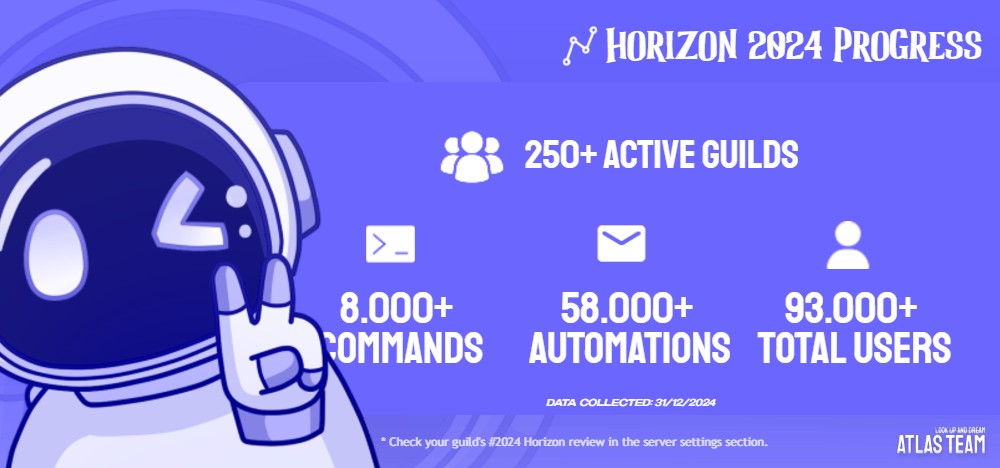 HORIZON 2024 PROGRESS
250+ ACTIVE GUILDS
8.000+
COMMANDS
58.000+
AUTOMATIONS
93.000+
TOTAL USERS
DATA COLLECTED: 31/12/2024
* Check your guild's #2024 Horizon review in the server settings section.
LOOK UP AND DREAM
ATLAS TEAM